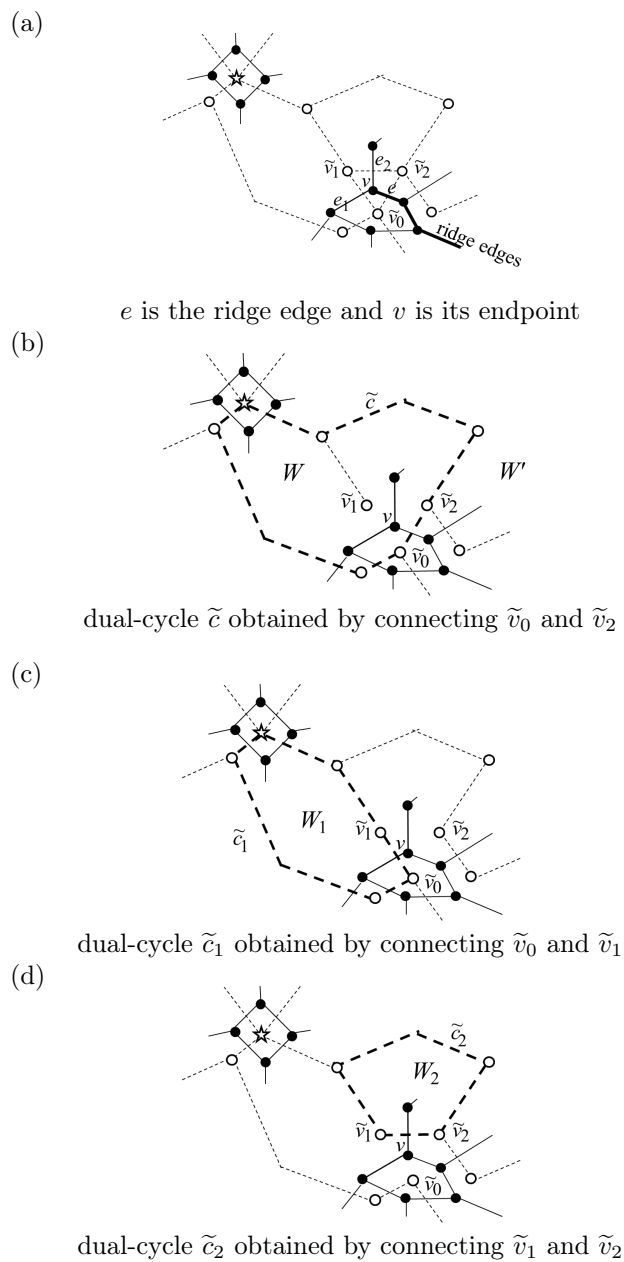 (a)
ṽ₁ e₂ ṽ₂
v e
e₁ ṽ₀
ridge edges
e is the ridge edge and v is its endpoint
(b)
c̃
W W'
ṽ₁ v ṽ₂
ṽ₀
dual-cycle c̃ obtained by connecting ṽ₀ and ṽ₂
(c)
c̃₁ W₁ ṽ₁ ṽ₂
v
ṽ₀
dual-cycle c̃₁ obtained by connecting ṽ₀ and ṽ₁
(d)
c̃₂
W₂
ṽ₁ ṽ₂
v
ṽ₀
dual-cycle c̃₂ obtained by connecting ṽ₁ and ṽ₂